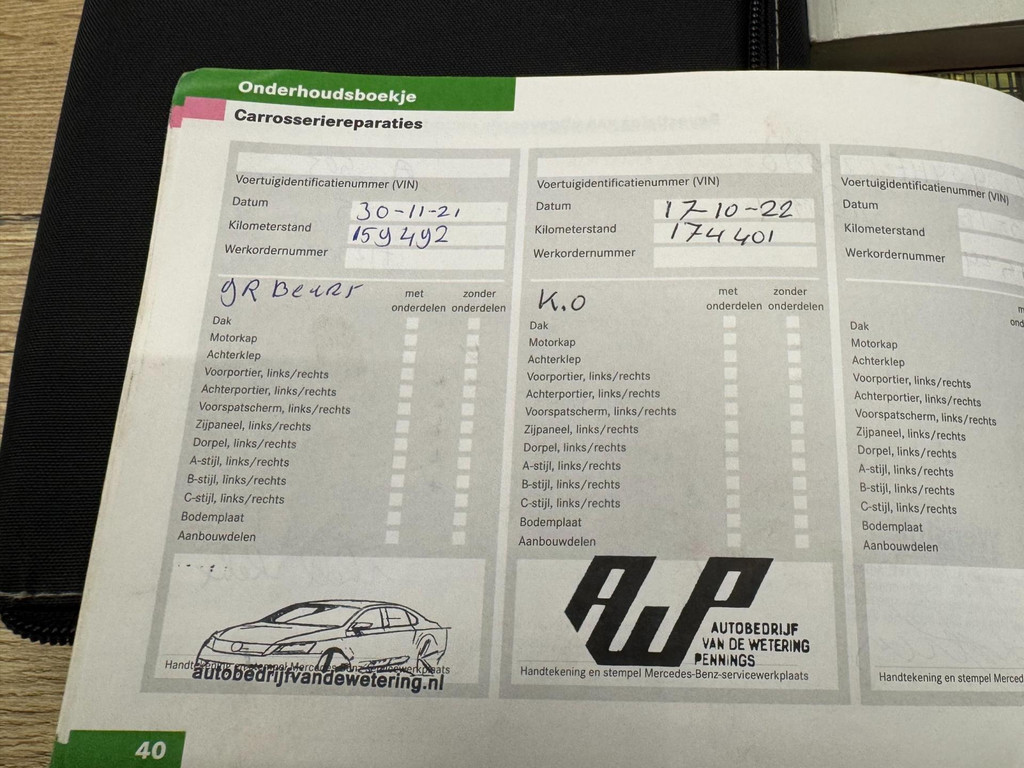 Onderhoudsboekje
Carrosseriereparaties
Voertuigidentificatienummer (VIN)
Datum 30-11-21
Kilometerstand 159492
Werkordernummer
gR Beurt
met onderdelen
zonder onderdelen
Dak
Motorkap
Achterklep
Voorportier, links/rechts
Achterportier, links/rechts
Voorspatscherm, links/rechts
Zijpaneel, links/rechts
Dorpel, links/rechts
A-stijl, links/rechts
B-stijl, links/rechts
C-stijl, links/rechts
Bodemplaat
Aanbouwdelen
Handtekening en stempel Mercedes-Benz-servicewerkplaats
autobedrijfvandewetering.nl
Voertuigidentificatienummer (VIN)
Datum 17-10-22
Kilometerstand 174401
Werkordernummer
K.O
met onderdelen
zonder onderdelen
Dak
Motorkap
Achterklep
Voorportier, links/rechts
Achterportier, links/rechts
Voorspatscherm, links/rechts
Zijpaneel, links/rechts
Dorpel, links/rechts
A-stijl, links/rechts
B-stijl, links/rechts
C-stijl, links/rechts
Bodemplaat
Aanbouwdelen
AWP
AUTOBEDRIJF
VAN DE WETERING
PENNINGS
Handtekening en stempel Mercedes-Benz-servicewerkplaats
Voertuigidentificatienummer (VIN)
Datum
Kilometerstand
Werkordernummer
Dak
Motorkap
Achterklep
Voorportier, links/rechts
Achterportier, links/rechts
Voorspatscherm, links/rechts
Zijpaneel, links/rechts
Dorpel, links/rechts
A-stijl, links/rechts
B-stijl, links/rechts
C-stijl, links/rechts
Bodemplaat
Aanbouwdelen
Handtekening en stempel Merced
40